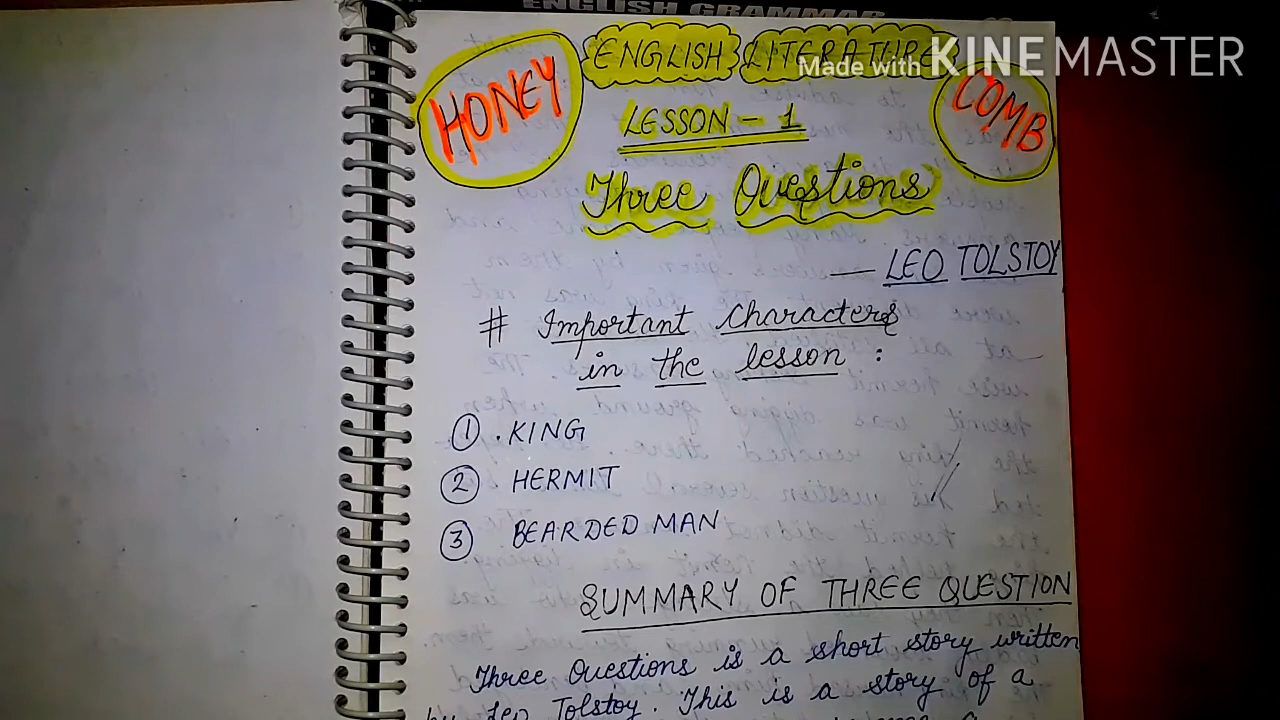 ENGLISH GRAMMAR
Made with KINEMASTER
HONEY
ENGLISH LITERATURE
COMB
LESSON - 1
Three Questions
— LEO TOLSTOY
# Important characters
in the lesson :
1 . KING
2 HERMIT
3 BEARDED MAN
SUMMARY OF THREE QUESTION
Three Questions is a short story written
by Leo Tolstoy. This is a story of a